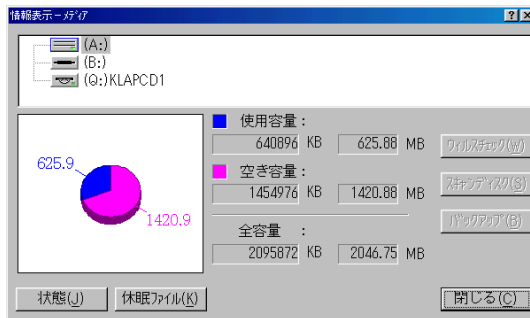 情報表示－ﾒﾃﾞｨｱ
(A:)
(B:)
(Q:)KLAPCD1
625.9
1420.9
使用容量：
640896 KB 625.88 MB
空き容量：
1454976 KB 1420.88 MB
全容量 ：
2095872 KB 2046.75 MB
ｳｨﾙｽﾁｪｯｸ(W)
ｽｷｬﾝﾃﾞｨｽｸ(S)
ﾊﾞｯｸｱｯﾌﾟ(B)
状態(J)
休眠ﾌｧｲﾙ(K)
閉じる(C)